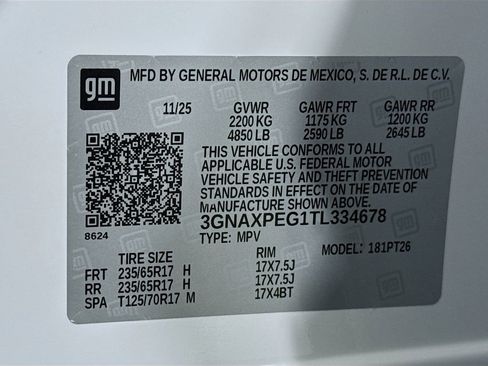 gm MFD BY GENERAL MOTORS DE MEXICO, S. DE R.L. DE C.V.
11/25 GVWR GAWR FRT GAWR RR
2200 KG 1175 KG 1200 KG
4850 LB 2590 LB 2645 LB
THIS VEHICLE CONFORMS TO ALL
APPLICABLE U.S. FEDERAL MOTOR
VEHICLE SAFETY AND THEFT PREVENTION
STANDARDS IN EFFECT ON THE DATE OF
MANUFACTURE SHOWN ABOVE.
3GNAXPEG1TL334678
8624
TYPE: MPV MODEL: 181PT26
TIRE SIZE RIM
FRT 235/65R17 H 17X7.5J
RR 235/65R17 H 17X7.5J
SPA T125/70R17 M 17X4BT